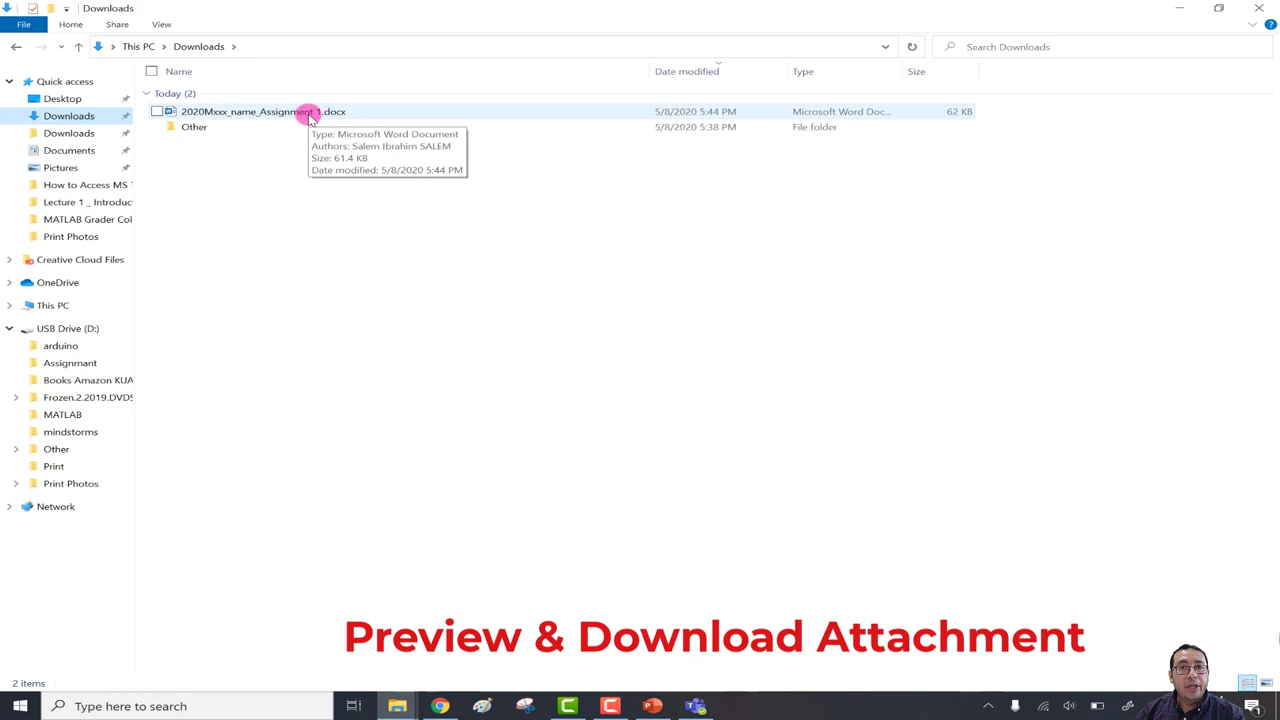 Downloads
File
Home
Share
View
This PC
Downloads
Search Downloads
Name
Date modified
Type
Size
Quick access
Desktop
Downloads
Downloads
Documents
Pictures
How to Access MS
Lecture 1 _ Introduc
MATLAB Grader Col
Print Photos
Creative Cloud Files
OneDrive
This PC
USB Drive (D:)
arduino
Assignmant
Books Amazon KUA
Frozen.2.2019.DVDS
MATLAB
mindstorms
Other
Print
Print Photos
Network
Today (2)
2020Mxxx_name_Assignment 1.docx
5/8/2020 5:44 PM
Microsoft Word Doc...
62 KB
Other
5/8/2020 5:38 PM
File folder
Type: Microsoft Word Document
Authors: Salem Ibrahim SALEM
Size: 61.4 KB
Date modified: 5/8/2020 5:44 PM
Preview & Download Attachment
2 items
Type here to search